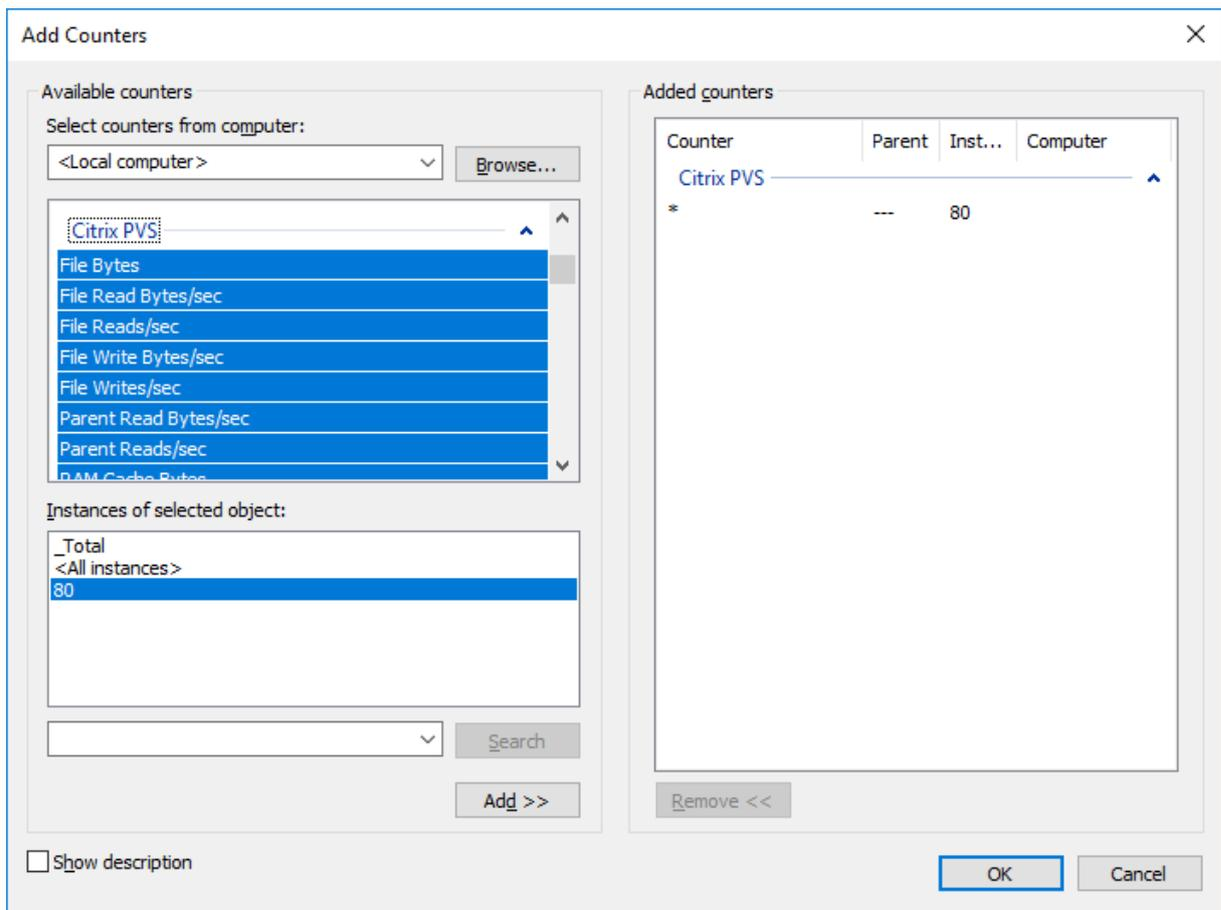 Add Counters
Available counters
Select counters from computer:
<Local computer>
Browse...
Citrix PVS
File Bytes
File Read Bytes/sec
File Reads/sec
File Write Bytes/sec
File Writes/sec
Parent Read Bytes/sec
Parent Reads/sec
RAM Cache Bytes
Instances of selected object:
_Total
<All instances>
80
Search
Add >>
Show description
Added counters
Counter Parent Inst... Computer
Citrix PVS
* --- 80
Remove <<
OK Cancel